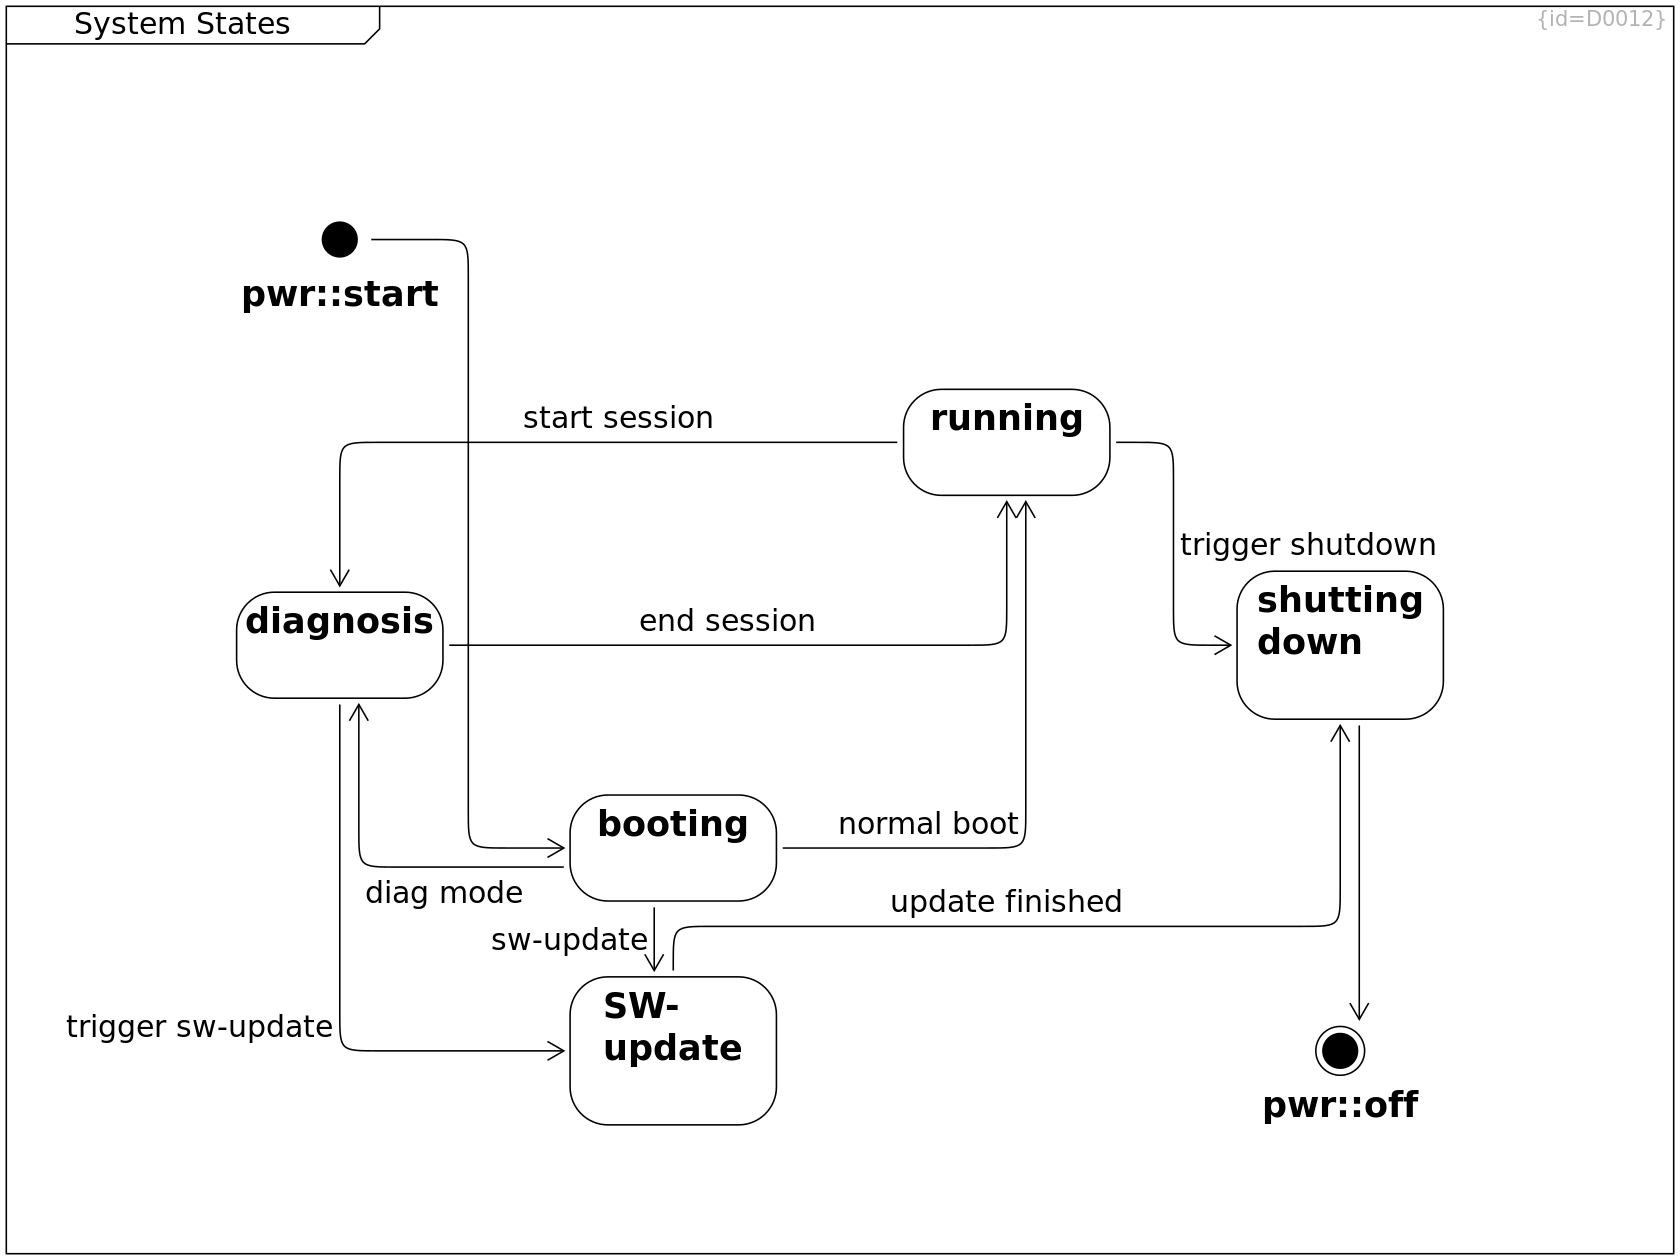 System States
{id=D0012}
pwr::start
start session
running
trigger shutdown
shutting
down
diagnosis
end session
booting
normal boot
diag mode
update finished
sw-update
SW-
update
trigger sw-update
pwr::off